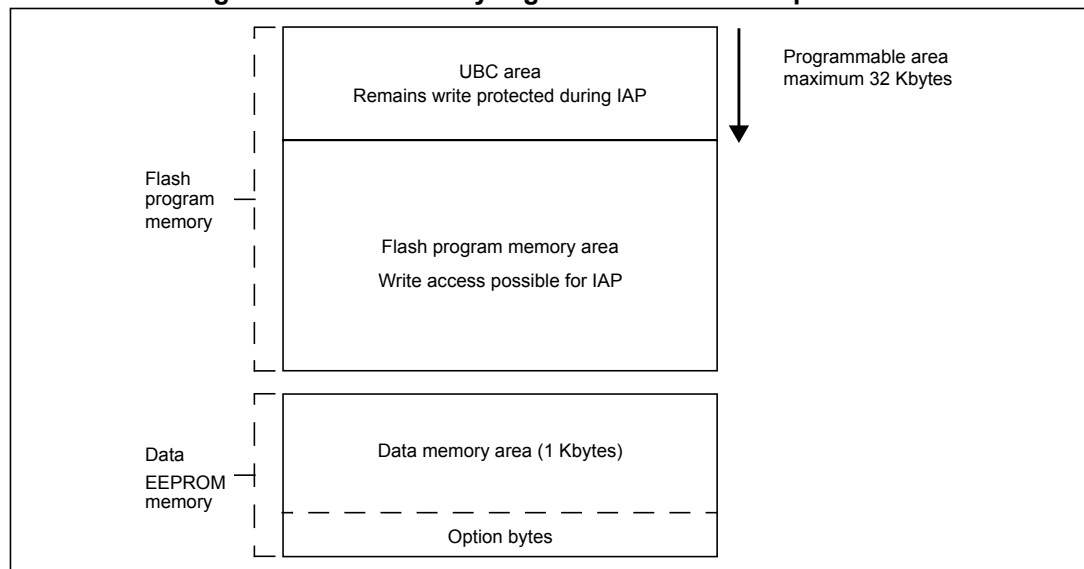 UBC area
Remains write protected during IAP
Programmable area
maximum 32 Kbytes
Flash
program
memory
Flash program memory area
Write access possible for IAP
Data
EEPROM
memory
Data memory area (1 Kbytes)
Option bytes